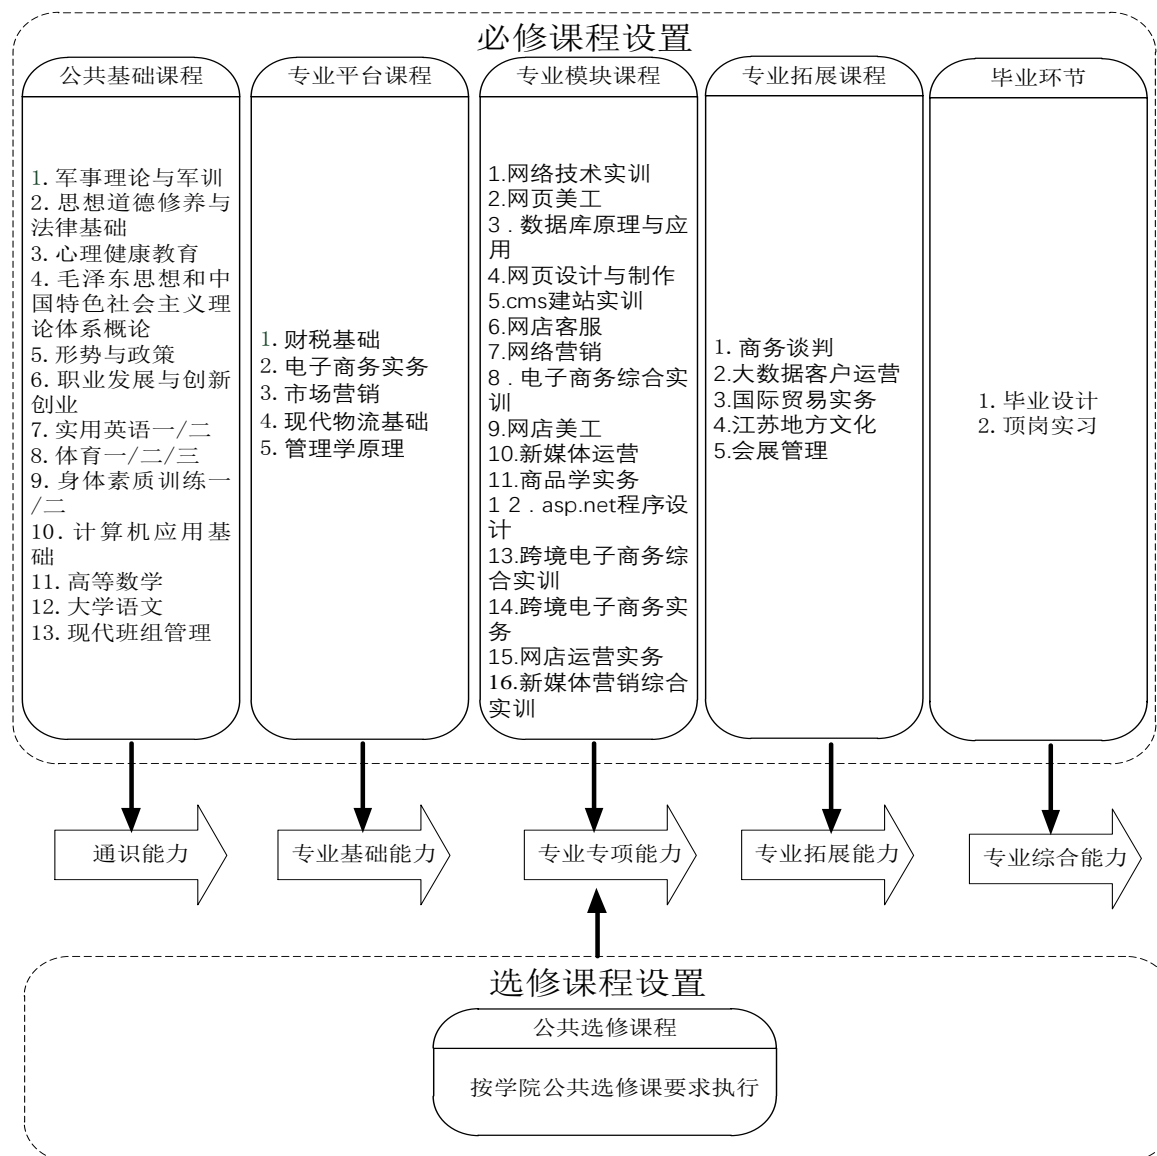 必修课程设置
公共基础课程
1. 军事理论与军训
2. 思想道德修养与
法律基础
3. 心理健康教育
4. 毛泽东思想和中
国特色社会主义理
论体系概论
5. 形势与政策
6. 职业发展与创新
创业
7. 实用英语一/二
8. 体育一/二/三
9. 身体素质训练一
/二
10. 计算机应用基
础
11. 高等数学
12. 大学语文
13. 现代班组管理
专业平台课程
1. 财税基础
2. 电子商务实务
3. 市场营销
4. 现代物流基础
5. 管理学原理
专业模块课程
1.网络技术实训
2.网页美工
3.数据库原理与应
用
4.网页设计与制作
5.cms建站实训
6.网店客服
7.网络营销
8.电子商务综合实
训
9.网店美工
10.新媒体运营
11.商品学实务
12.asp.net程序设
计
13.跨境电子商务综
合实训
14.跨境电子商务实
务
15.网店运营实务
16.新媒体营销综合
实训
专业拓展课程
1. 商务谈判
2.大数据客户运营
3.国际贸易实务
4.江苏地方文化
5.会展管理
毕业环节
1. 毕业设计
2. 顶岗实习
通识能力
专业基础能力
专业专项能力
专业拓展能力
专业综合能力
选修课程设置
公共选修课程
按学院公共选修课要求执行